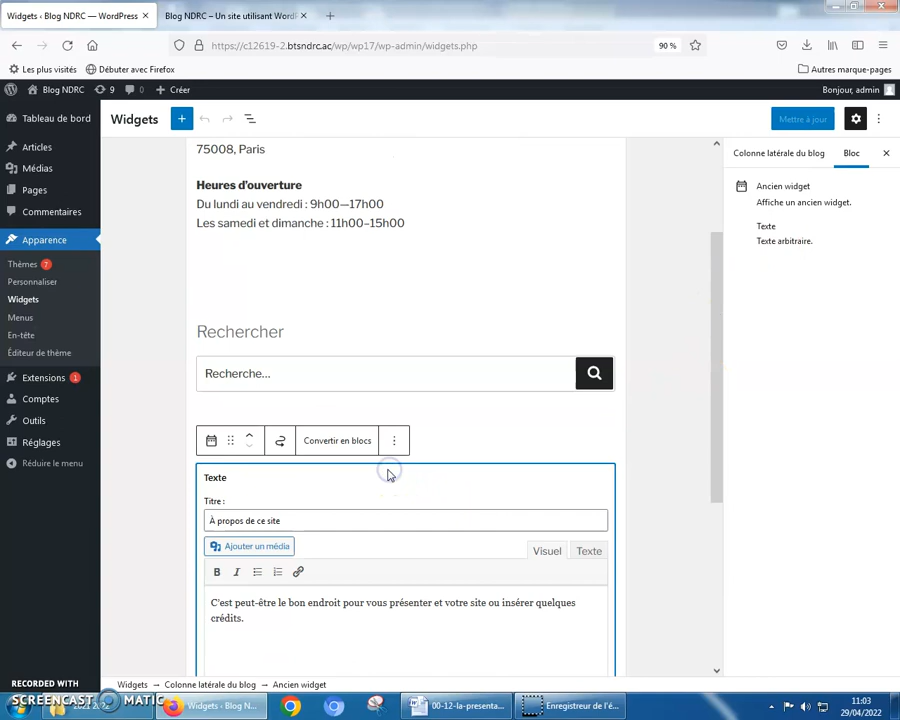 Widgets ‹ Blog NDRC — WordPress
Blog NDRC – Un site utilisant WordP
https://c12619-2.btsndrc.ac/wp/wp17/wp-admin/widgets.php
90 %
Les plus visités
Débuter avec Firefox
Autres marque-pages
Blog NDRC
9
Créer
Bonjour, admin
Tableau de bord
Articles
Médias
Pages
Commentaires
Apparence
Thèmes 7
Personnaliser
Widgets
Menus
En-tête
Éditeur de thème
Extensions 1
Comptes
Outils
Réglages
Réduire le menu
Widgets
Mettre à jour
75008, Paris
Heures d’ouverture
Du lundi au vendredi : 9h00—17h00
Les samedi et dimanche : 11h00–15h00
Rechercher
Recherche…
Convertir en blocs
Texte
Titre :
À propos de ce site
Ajouter un média
Visuel
Texte
B I
C’est peut-être le bon endroit pour vous présenter et votre site ou insérer quelques
crédits.
Colonne latérale du blog
Bloc
Ancien widget
Affiche un ancien widget.
Texte
Texte arbitraire.
Widgets › Colonne latérale du blog › Ancien widget
RECORDED WITH
SCREENCAST MATIC
Widgets ‹ Blog N...
00-12-la-presenta...
Enregistreur de l'é...
11:03
29/04/2022